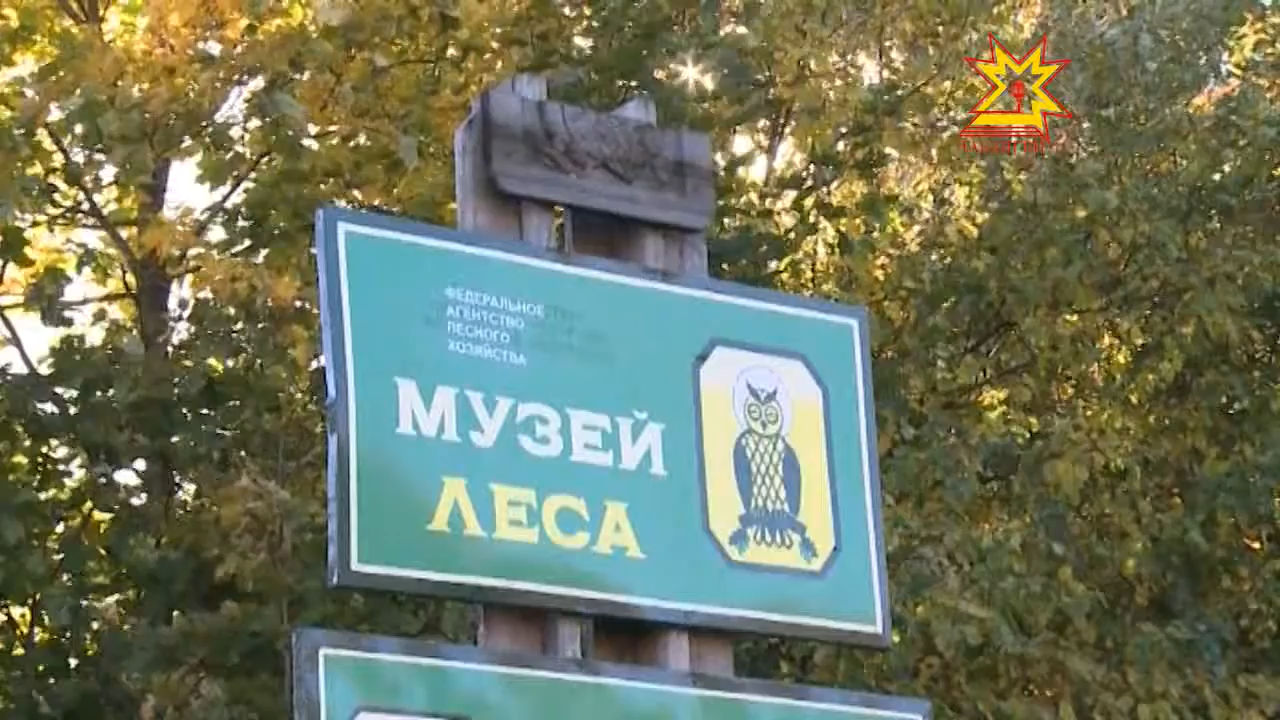 ФЕДЕРАЛЬНОЕ
АГЕНТСТВО
ЛЕСНОГО
ХОЗЯЙСТВА
МУЗЕЙ
ЛЕСА